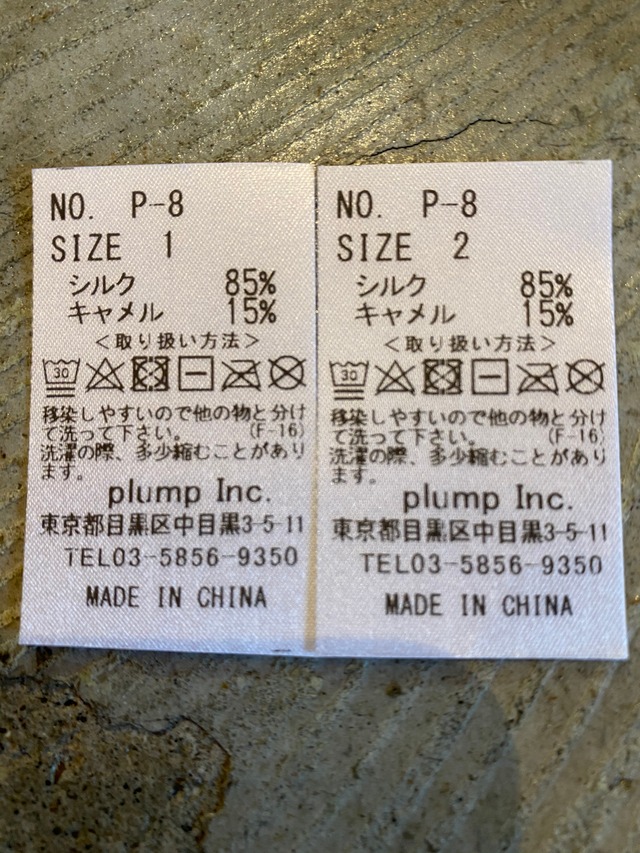 NO. P-8
SIZE 1
シルク 85%
キャメル 15%
＜取り扱い方法＞
30
移染しやすいので他の物と分け
て洗って下さい。 (F-16)
洗濯の際、多少縮むことがあり
ます。
plump Inc.
東京都目黒区中目黒3-5-11
TEL03-5856-9350
MADE IN CHINA
NO. P-8
SIZE 2
シルク 85%
キャメル 15%
＜取り扱い方法＞
30
移染しやすいので他の物と分け
て洗って下さい。 (F-16)
洗濯の際、多少縮むことがあり
ます。
plump Inc.
東京都目黒区中目黒3-5-11
TEL03-5856-9350
MADE IN CHINA